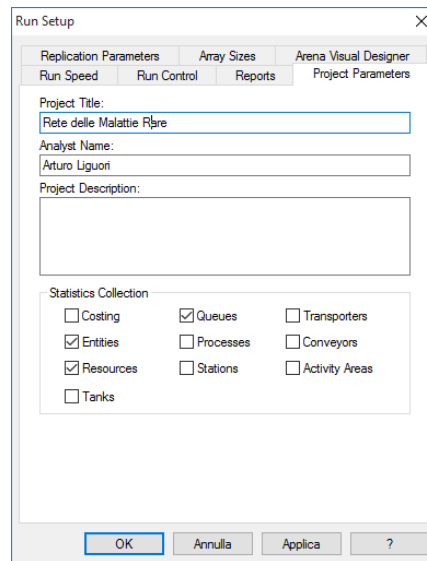 Run Setup
Replication Parameters Array Sizes Arena Visual Designer
Run Speed Run Control Reports Project Parameters
Project Title:
Rete delle Malattie Rare
Analyst Name:
Arturo Liguori
Project Description:
Statistics Collection
Costing Queues Transporters
Entities Processes Conveyors
Resources Stations Activity Areas
Tanks
OK Annulla Applica ?